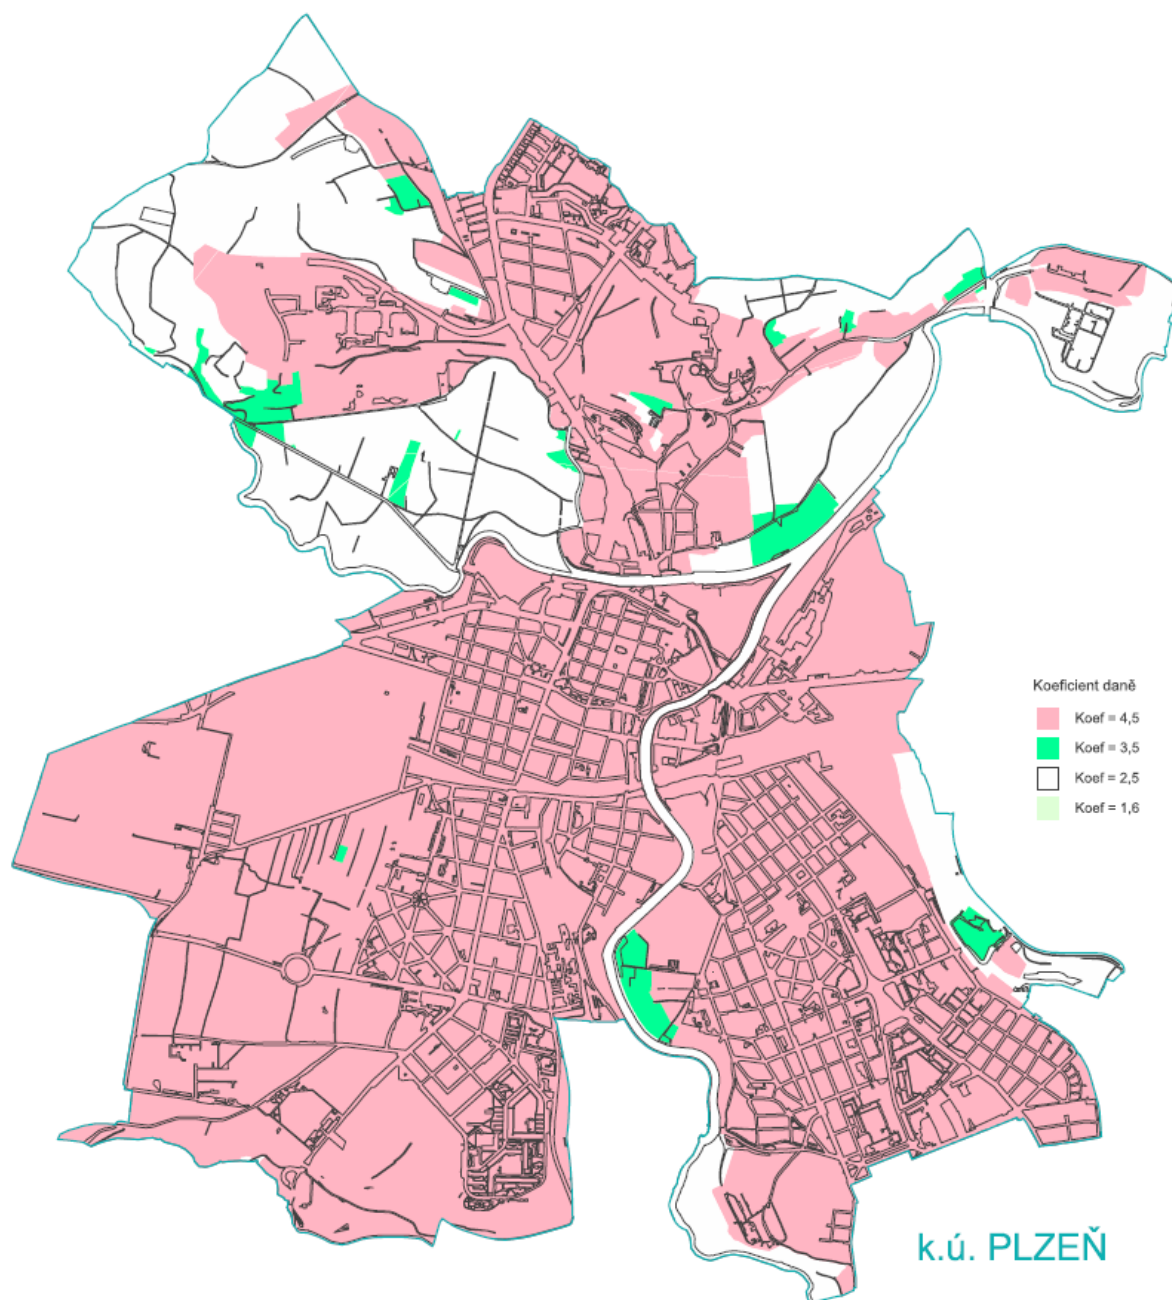 Koeficient daně
Koef = 4,5
Koef = 3,5
Koef = 2,5
Koef = 1,6
k.ú. PLZEŇ